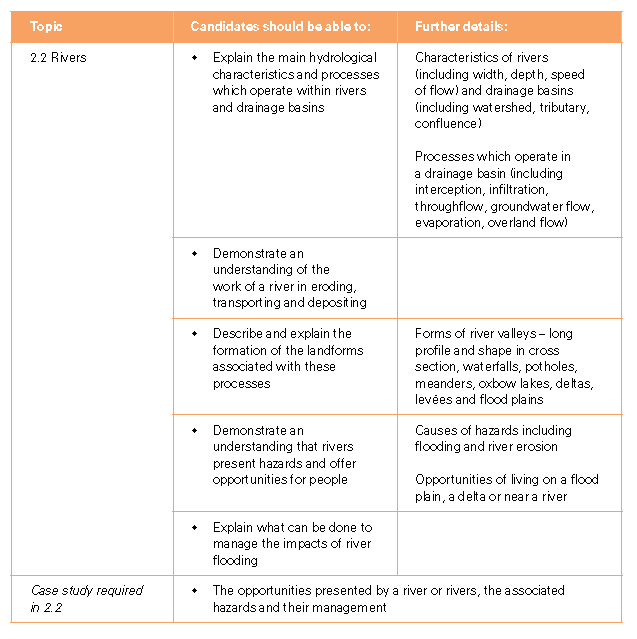 Topic
Candidates should be able to:
Further details:
2.2 Rivers
♦ Explain the main hydrological
characteristics and processes
which operate within rivers
and drainage basins
Characteristics of rivers
(including width, depth, speed
of flow) and drainage basins
(including watershed, tributary,
confluence)
Processes which operate in
a drainage basin (including
interception, infiltration,
throughflow, groundwater flow,
evaporation, overland flow)
♦ Demonstrate an
understanding of the
work of a river in eroding,
transporting and depositing
♦ Describe and explain the
formation of the landforms
associated with these
processes
Forms of river valleys – long
profile and shape in cross
section, waterfalls, potholes,
meanders, oxbow lakes, deltas,
levées and flood plains
♦ Demonstrate an
understanding that rivers
present hazards and offer
opportunities for people
Causes of hazards including
flooding and river erosion
Opportunities of living on a flood
plain, a delta or near a river
♦ Explain what can be done to
manage the impacts of river
flooding
Case study required
in 2.2
♦ The opportunities presented by a river or rivers, the associated
hazards and their management